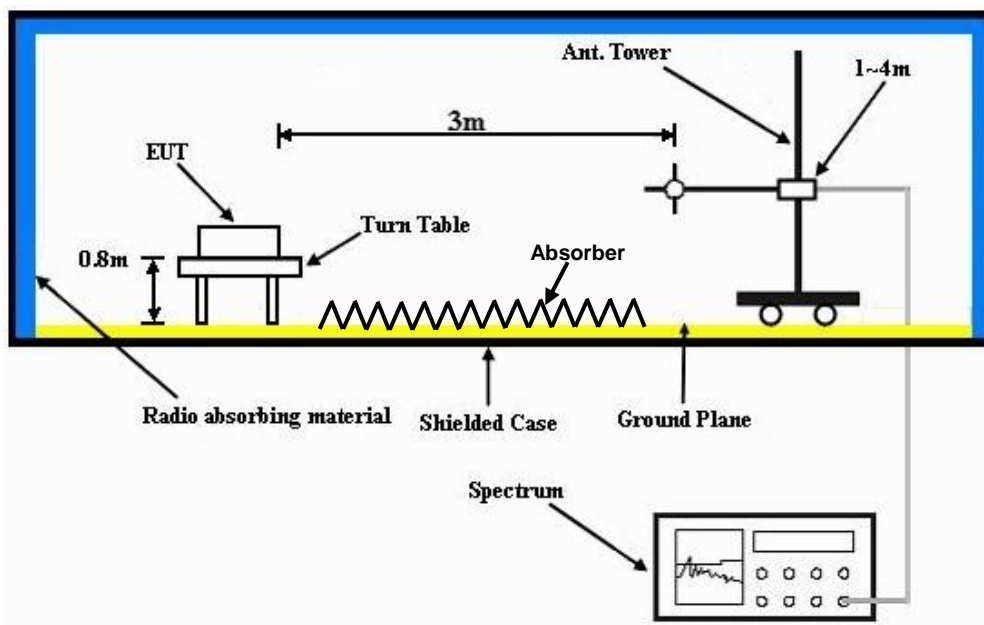 Ant. Tower
1~4m
3m
EUT
Turn Table
0.8m
Absorber
Radio absorbing material
Shielded Case
Ground Plane
Spectrum